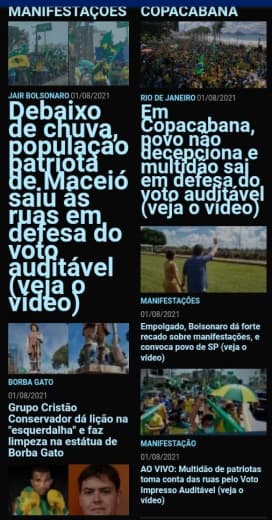 MANIFESTAÇÕES
JAIR BOLSONARO 01/08/2021
Debaixo
de chuva,
população
patriota
de Maceió
saiu às
ruas em
defesa do
voto
auditável
(veja o
vídeo)
BORBA GATO
01/08/2021
Grupo Cristão
Conservador dá lição na
"esquerdalha" e faz
limpeza na estátua de
Borba Gato
COPACABANA
RIO DE JANEIRO 01/08/2021
Em
Copacabana,
povo não
decepciona e
multidão sai
em defesa do
voto auditável
(veja o vídeo)
MANIFESTAÇÕES
01/08/2021
Empolgado, Bolsonaro dá forte
recado sobre manifestações, e
convoca povo de SP (veja o
vídeo)
MANIFESTAÇÃO
01/08/2021
AO VIVO: Multidão de patriotas
toma conta das ruas pelo Voto
Impresso Auditável (veja o
vídeo)